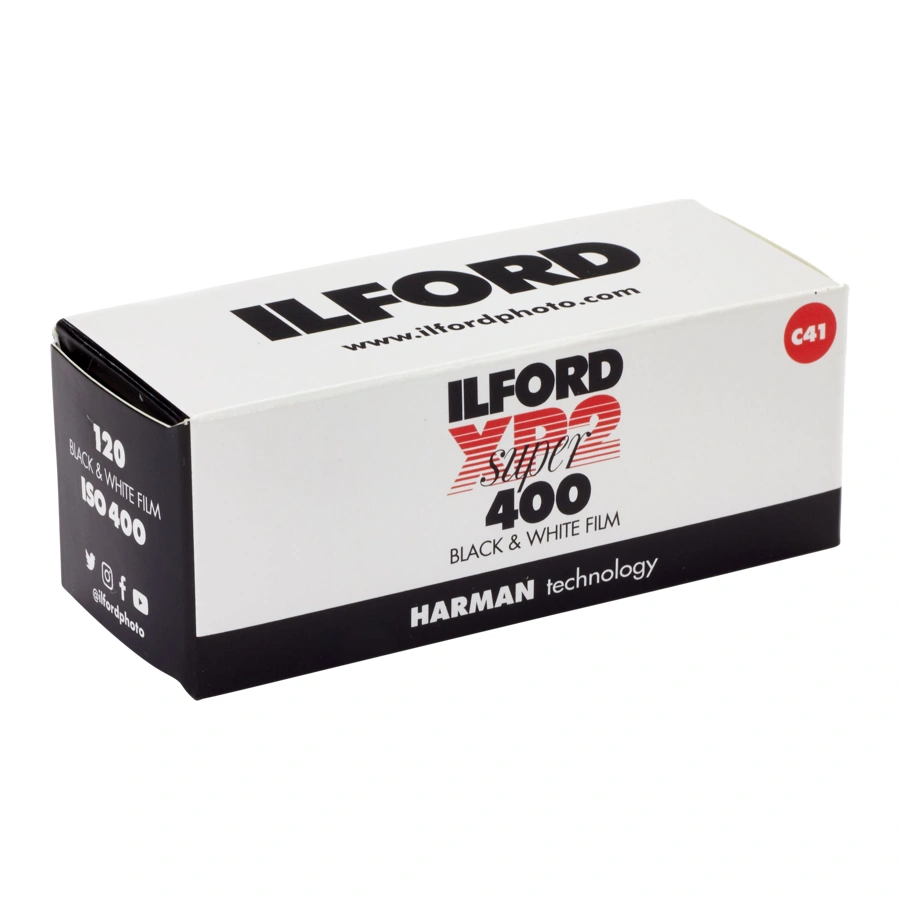 ILFORD
www.ilfordphoto.com
C41
ILFORD
XP2
super
400
BLACK & WHITE FILM
HARMAN technology
120
BLACK & WHITE FILM
ISO 400
@ilfordphoto